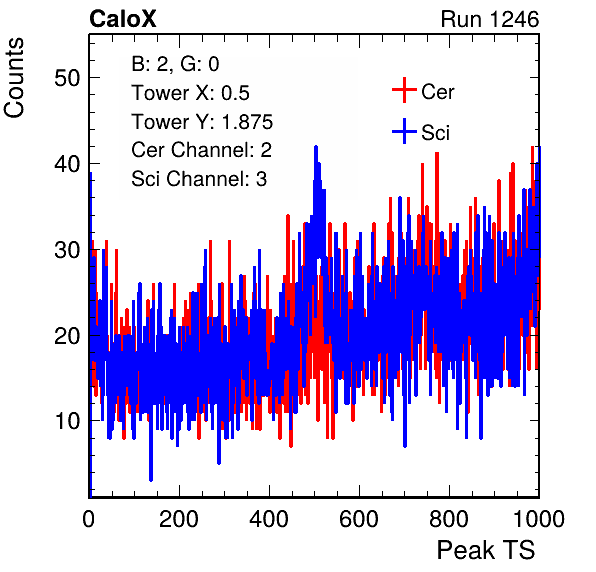 CaloX Run 1246
Counts
50
40
30
20
10
B: 2, G: 0
Tower X: 0.5
Tower Y: 1.875
Cer Channel: 2
Sci Channel: 3
Cer
Sci
0 200 400 600 800 1000
Peak TS